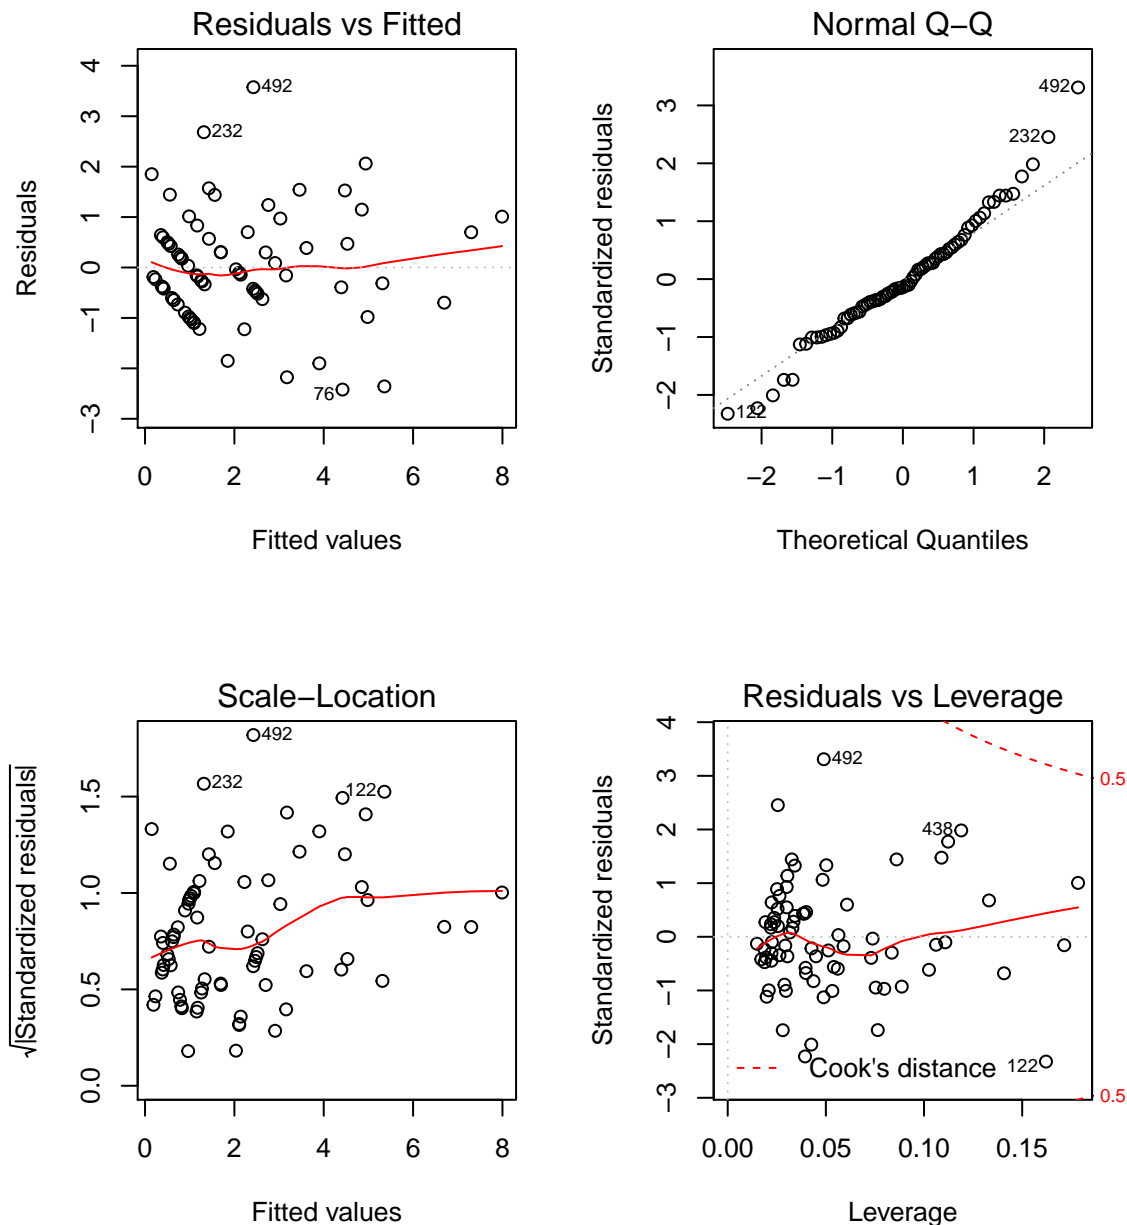 Residuals vs Fitted
Residuals
4
3
2
1
0
−1
−3
492
232
76
0 2 4 6 8
Fitted values
Normal Q−Q
Standardized residuals
3
2
1
0
−1
−2
492
232
122
−2 −1 0 1 2
Theoretical Quantiles
Scale−Location
√|Standardized residuals|
1.5
1.0
0.5
0.0
492
232
122
0 2 4 6 8
Fitted values
Residuals vs Leverage
Standardized residuals
4
3
2
1
0
−1
−2
−3
492
438
122
Cook's distance
0.5
0.5
0.00 0.05 0.10 0.15
Leverage